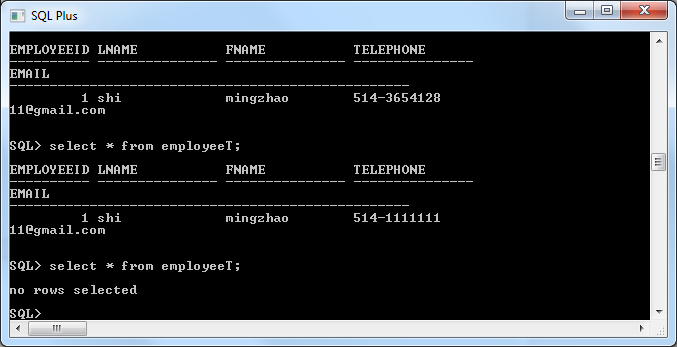 SQL Plus
EMPLOYEEID LNAME FNAME TELEPHONE
---------- --------------- --------------- ---------------
EMAIL
--------------------------------------------------
1 shi mingzhao 514-3654128
11@gmail.com
SQL> select * from employeeT;
EMPLOYEEID LNAME FNAME TELEPHONE
---------- --------------- --------------- ---------------
EMAIL
--------------------------------------------------
1 shi mingzhao 514-1111111
11@gmail.com
SQL> select * from employeeT;
no rows selected
SQL>